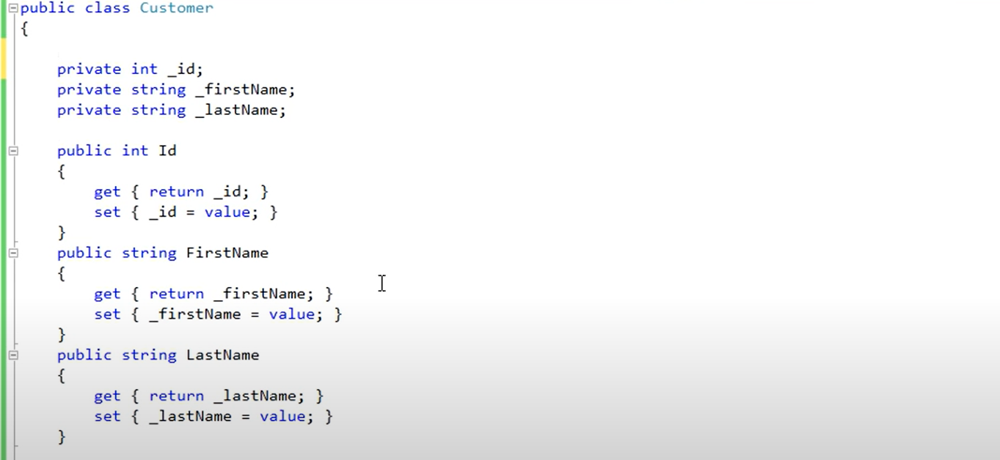 public class Customer
{
private int _id;
private string _firstName;
private string _lastName;
public int Id
{
get { return _id; }
set { _id = value; }
}
public string FirstName
{
get { return _firstName; }
set { _firstName = value; }
}
public string LastName
{
get { return _lastName; }
set { _lastName = value; }
}